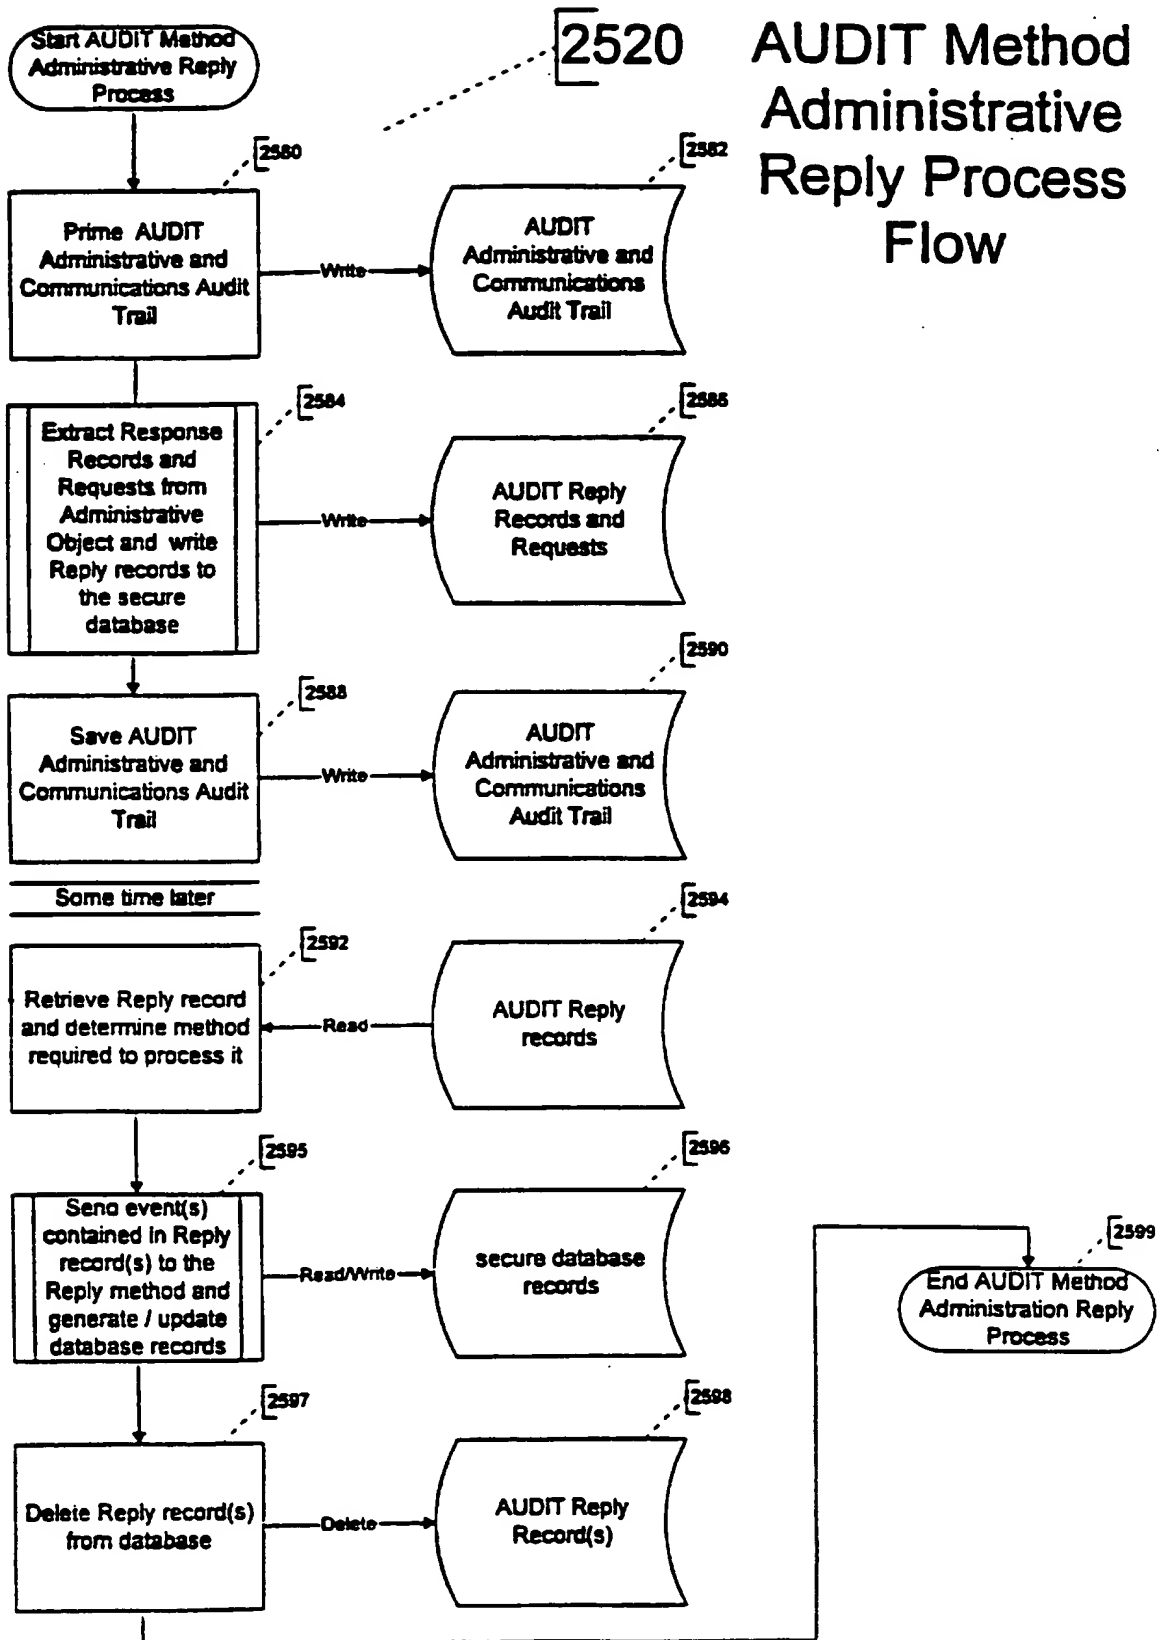 2520
AUDIT Method
Administrative
Reply Process
Flow
Start AUDIT Method
Administrative Reply
Process
2580
Prime AUDIT
Administrative and
Communications Audit
Trail
Write
2582
AUDIT
Administrative and
Communications
Audit Trail
2584
Extract Response
Records and
Requests from
Administrative
Object and write
Reply records to
the secure
database
Write
2586
AUDIT Reply
Records and
Requests
2588
Save AUDIT
Administrative and
Communications Audit
Trail
Write
2590
AUDIT
Administrative and
Communications
Audit Trail
Some time later
2592
Retrieve Reply record
and determine method
required to process it
Read
2594
AUDIT Reply
records
2595
Send event(s)
contained in Reply
record(s) to the
Reply method and
generate / update
database records
Read/Write
2596
secure database
records
2597
Delete Reply record(s)
from database
Delete
2598
AUDIT Reply
Record(s)
2599
End AUDIT Method
Administration Reply
Process